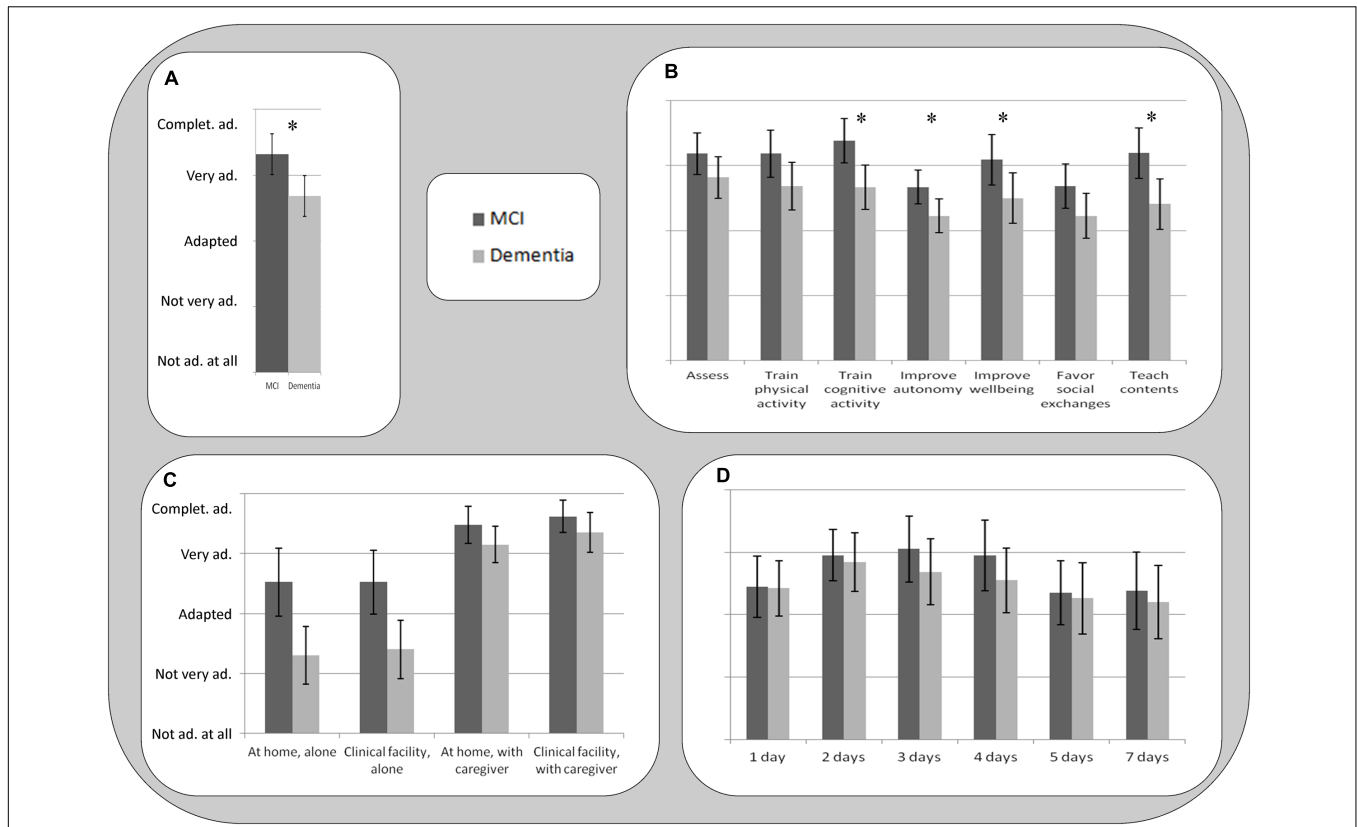 A
Complet. ad.
Very ad.
Adapted
Not very ad.
Not ad. at all
*
MCI Dementia
MCI
Dementia
B
* * * *
Assess
Train
physical
activity
Train
cognitive
activity
Improve
autonomy
Improve
wellbeing
Favor
social
exchanges
Teach
contents
C
Complet. ad.
Very ad.
Adapted
Not very ad.
Not ad. at all
At home, alone
Clinical facility,
alone
At home, with
caregiver
Clinical facility,
with caregiver
D
1 day 2 days 3 days 4 days 5 days 7 days